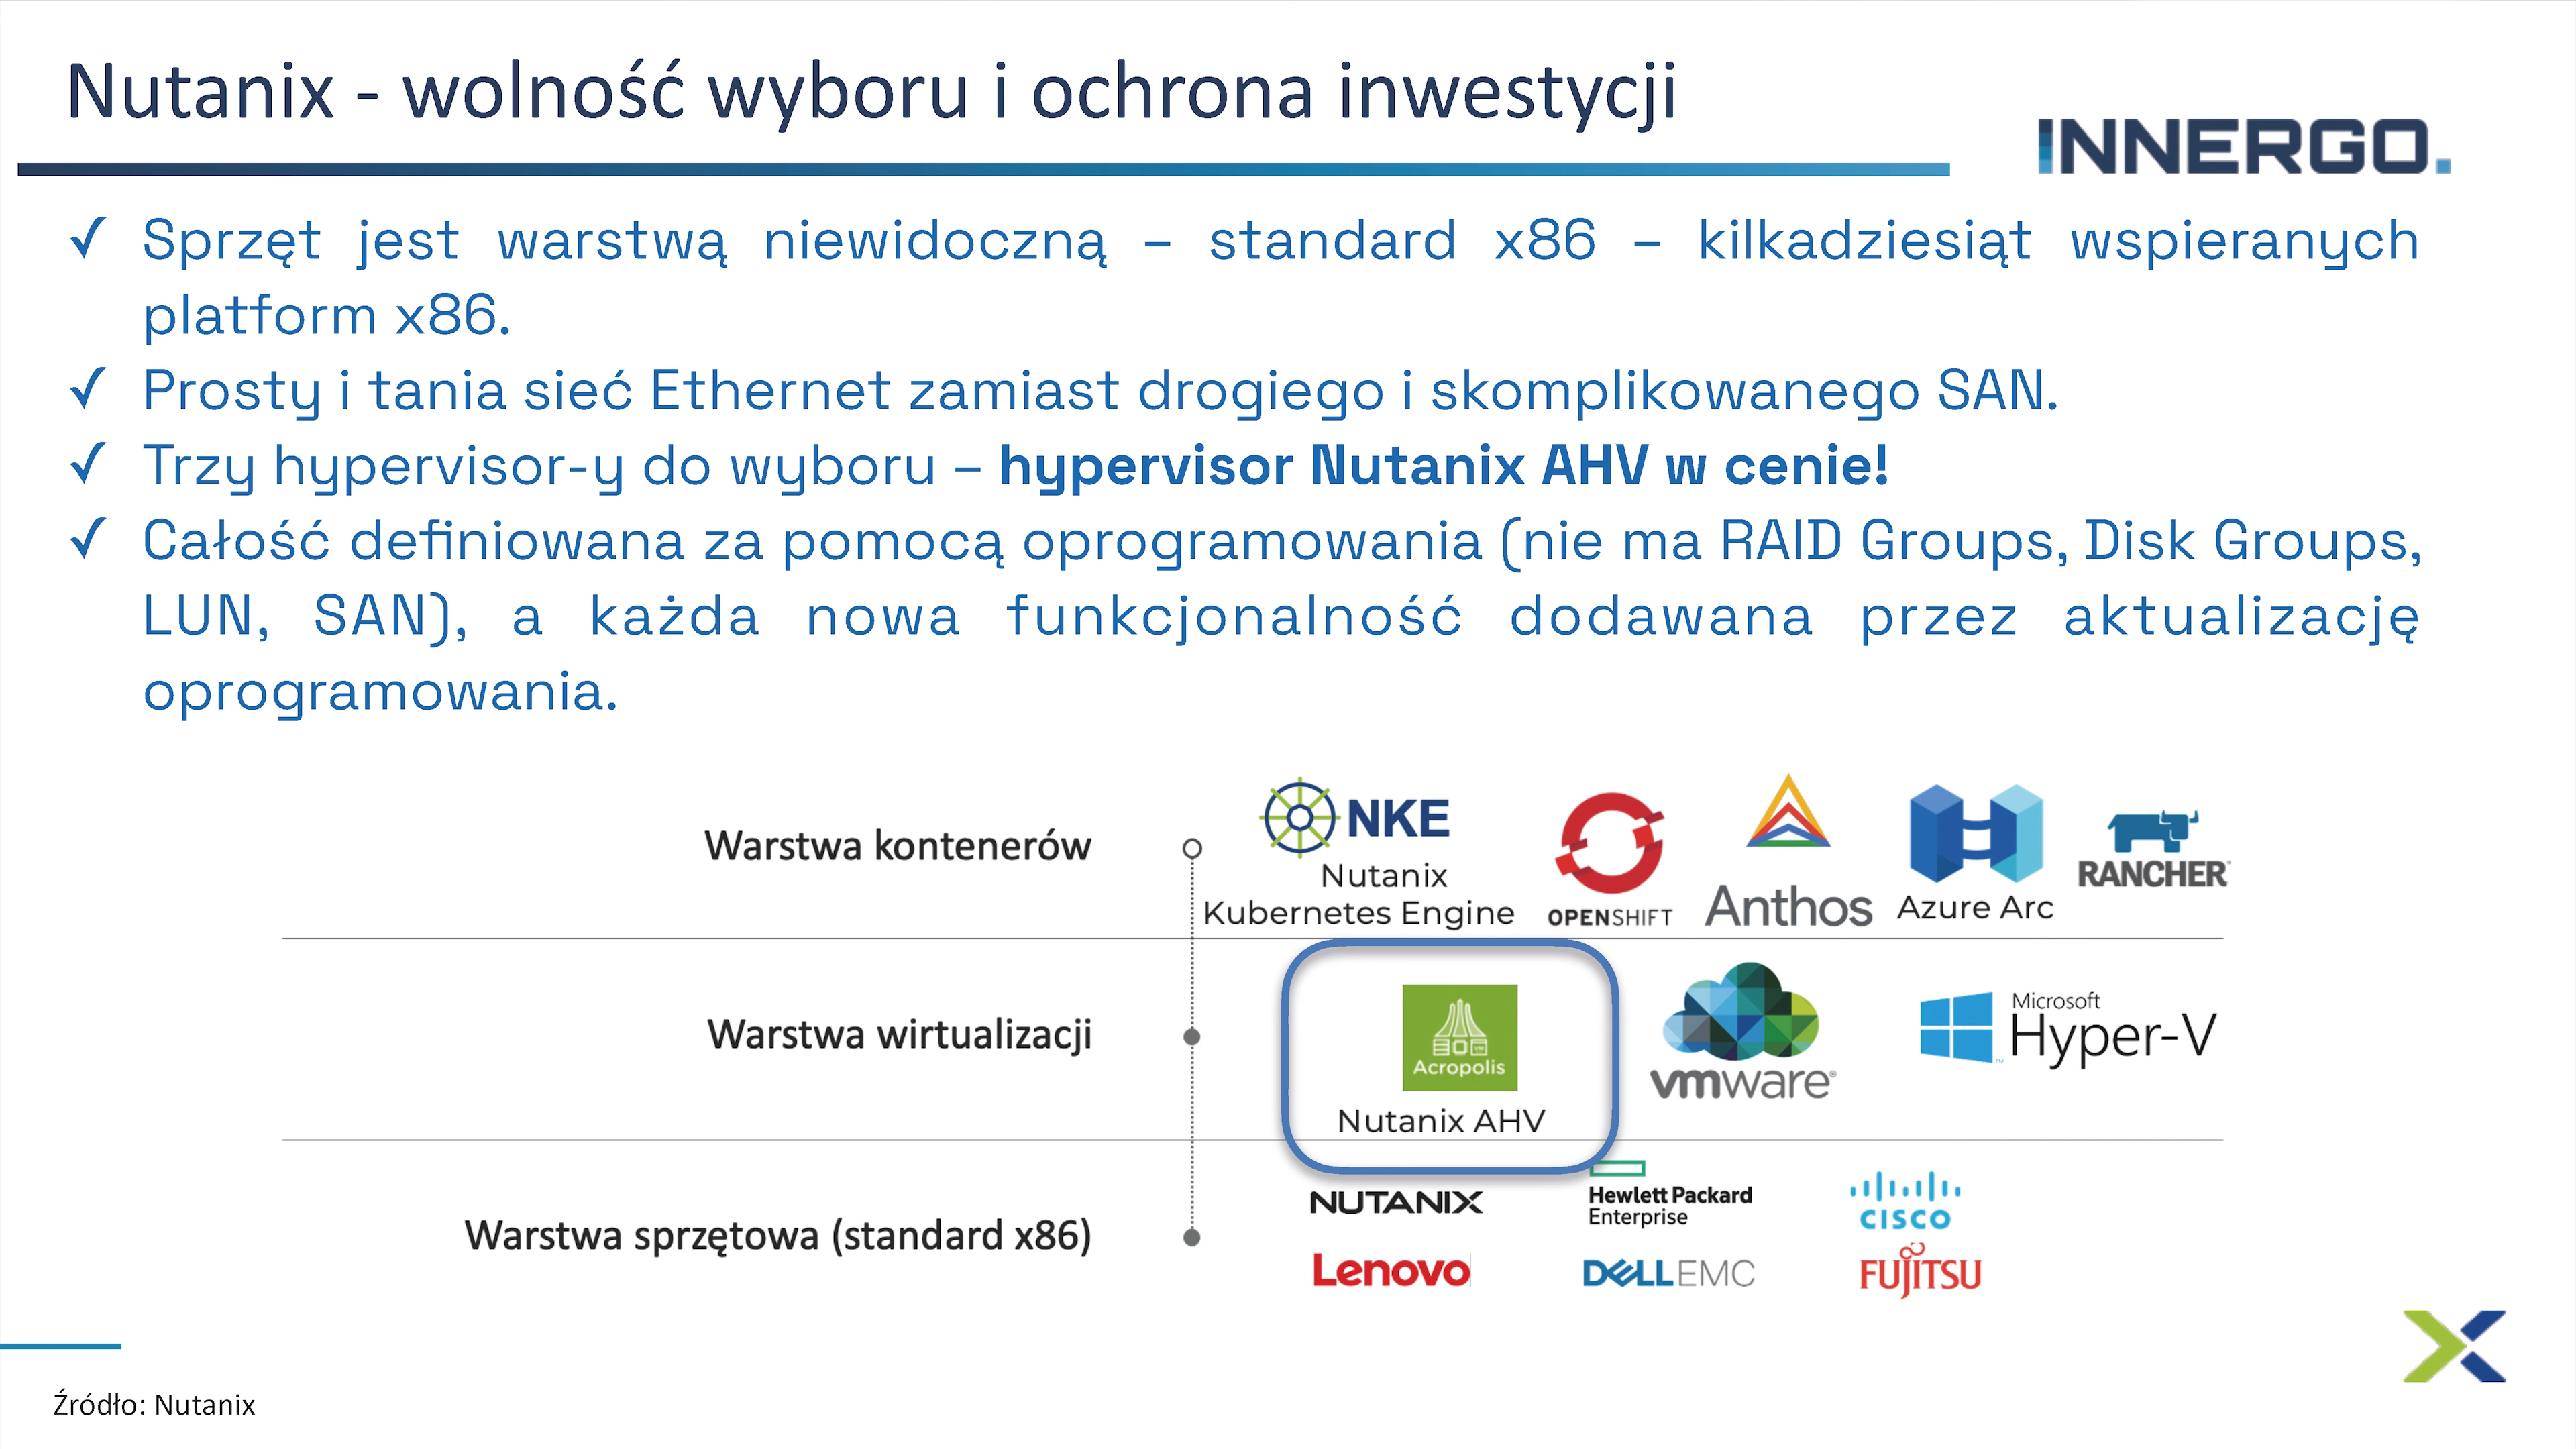 Nutanix - wolność wyboru i ochrona inwestycji
INNERGO.
✓ Sprzęt jest warstwą niewidoczną – standard x86 – kilkadziesiąt wspieranych
platform x86.
✓ Prosty i tania sieć Ethernet zamiast drogiego i skomplikowanego SAN.
✓ Trzy hypervisor-y do wyboru – hypervisor Nutanix AHV w cenie!
✓ Całość definiowana za pomocą oprogramowania (nie ma RAID Groups, Disk Groups,
LUN, SAN), a każda nowa funkcjonalność dodawana przez aktualizację
oprogramowania.
Warstwa kontenerów
NKE
Nutanix
Kubernetes Engine
OPENSHIFT
Anthos
Azure Arc
RANCHER®
Warstwa wirtualizacji
Acropolis
Nutanix AHV
vmware®
Microsoft
Hyper-V
Warstwa sprzętowa (standard x86)
NUTANIX
Hewlett Packard
Enterprise
CISCO
Lenovo
DELL EMC
FUJITSU
Źródło: Nutanix